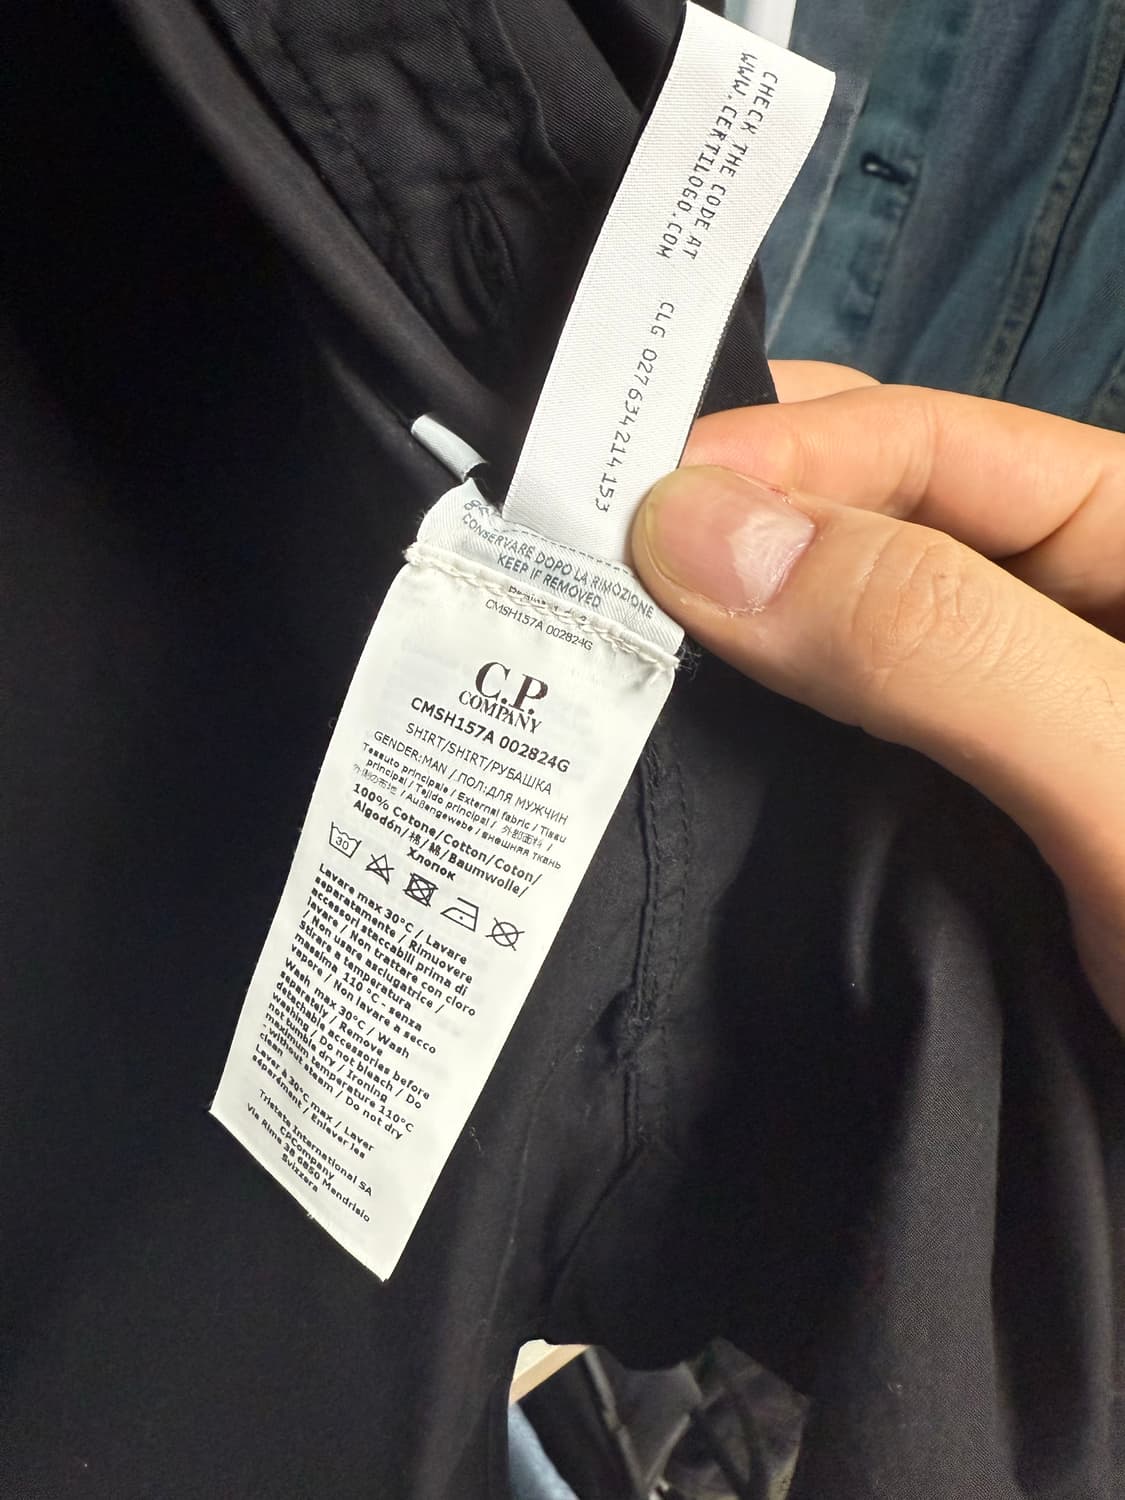 CHECK THE CODE AT
WWW.CERTILOGO.COM
CLG 027634214153
CONSERVARE DOPO LA RIMOZIONE
KEEP IF REMOVED
CMSH157A 002824G
C.P.
COMPANY
CMSH157A 002824G
SHIRT/SHIRT/РУБАШКА
GENDER:MAN / ПОЛ:ДЛЯ МУЖЧИН
Tessuto principale / External fabric / Tissu
principal / Tejido principal / 外部面料 /
/ Außengewebe / внешняя ткань
100% Cotone/Cotton/Coton/
Algodón/棉/綿/Baumwolle/
Хлопок
30
Lavare max 30°C / Lavare
separatamente / Rimuovere
accessori staccabili prima di
lavare / Non trattare con cloro
/ Non usare asciugatrice /
stirare a temperatura
massima, 110 °C - senza
vapore / Non lavare a secco
Wash max 30°C / Wash
separately / Remove
detachable accessories before
washing / Do not bleach / Do
not tumble dry / Ironing
maximum temperature 110°C
- without steam / Do not dry
clean
Laver à 30°C max / Laver
séparément / Enlever les
Tristate International SA
CPCompany
Via Rime 38 6850 Mendrisio
Svizzera